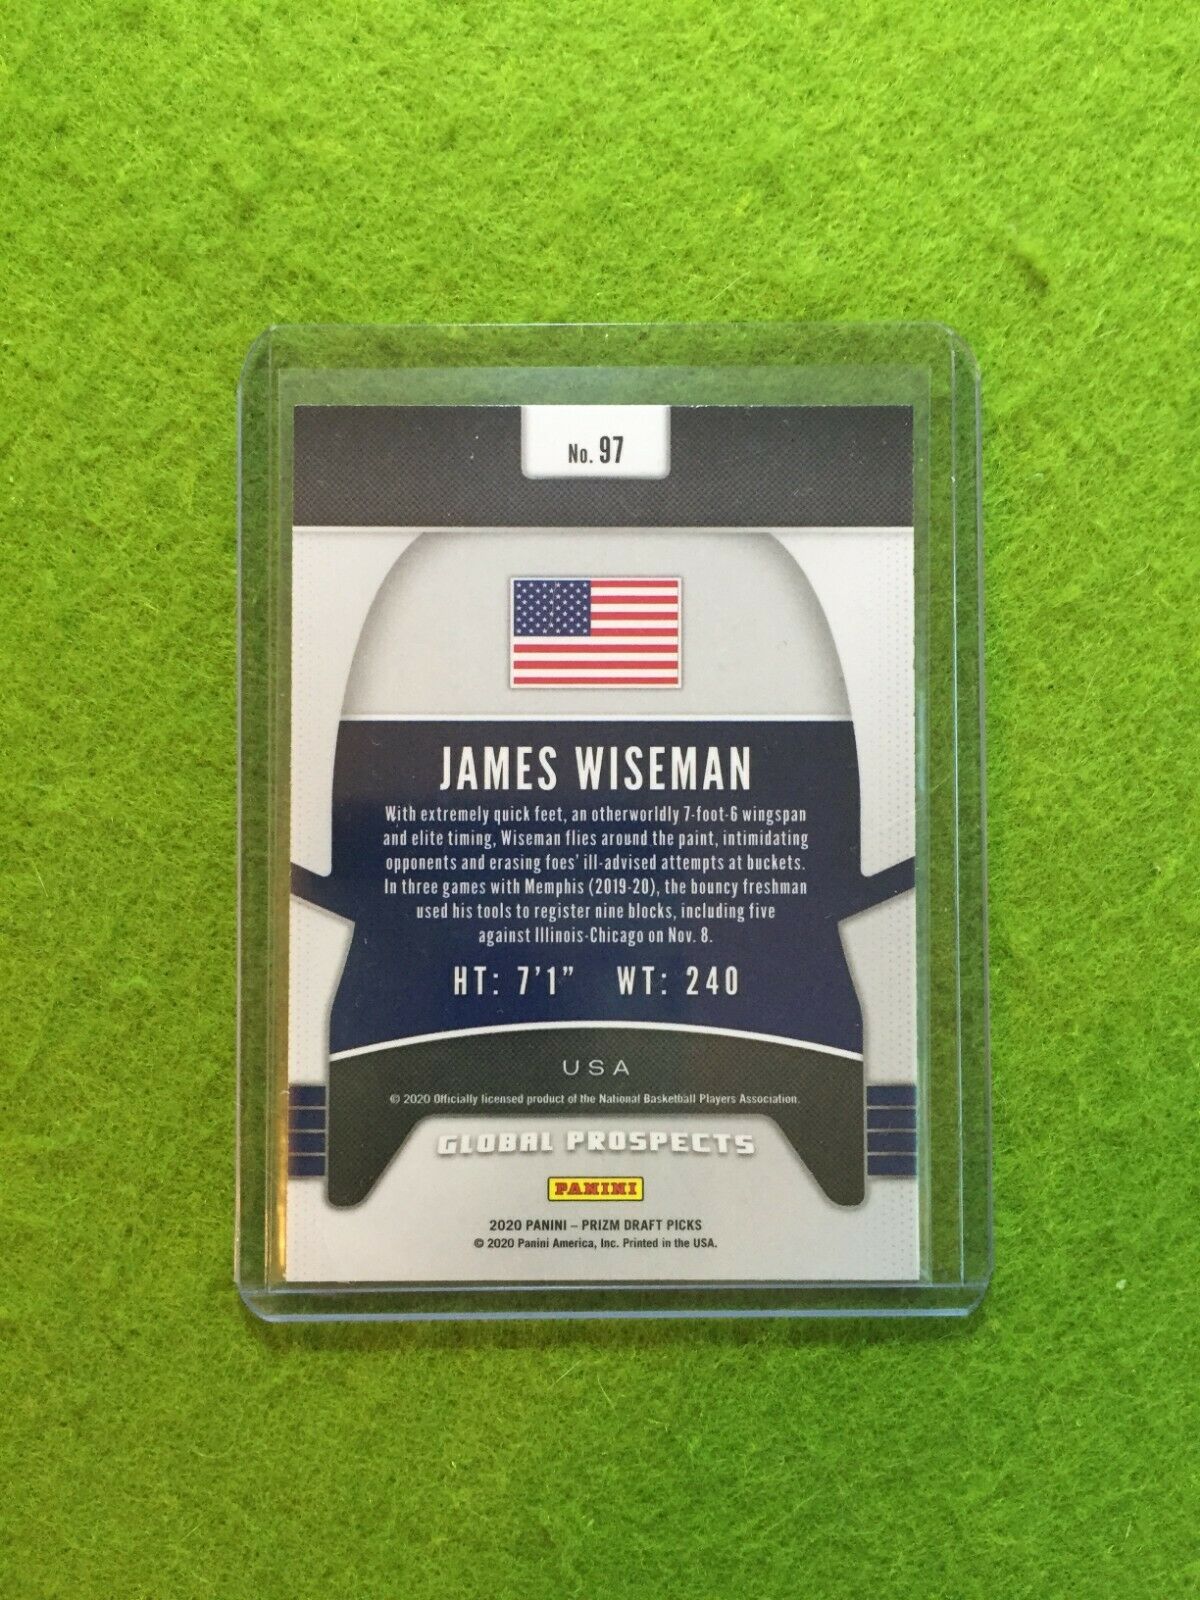 No. 97
JAMES WISEMAN
With extremely quick feet, an otherworldly 7-foot-6 wingspan
and elite timing, Wiseman flies around the paint, intimidating
opponents and erasing foes' ill-advised attempts at buckets.
In three games with Memphis (2019-20), the bouncy freshman
used his tools to register nine blocks, including five
against Illinois-Chicago on Nov. 8.
HT: 7'1" WT: 240
USA
© 2020 Officially licensed product of the National Basketball Players Association.
GLOBAL PROSPECTS
PANINI
2020 PANINI – PRIZM DRAFT PICKS
© 2020 Panini America, Inc. Printed in the USA.